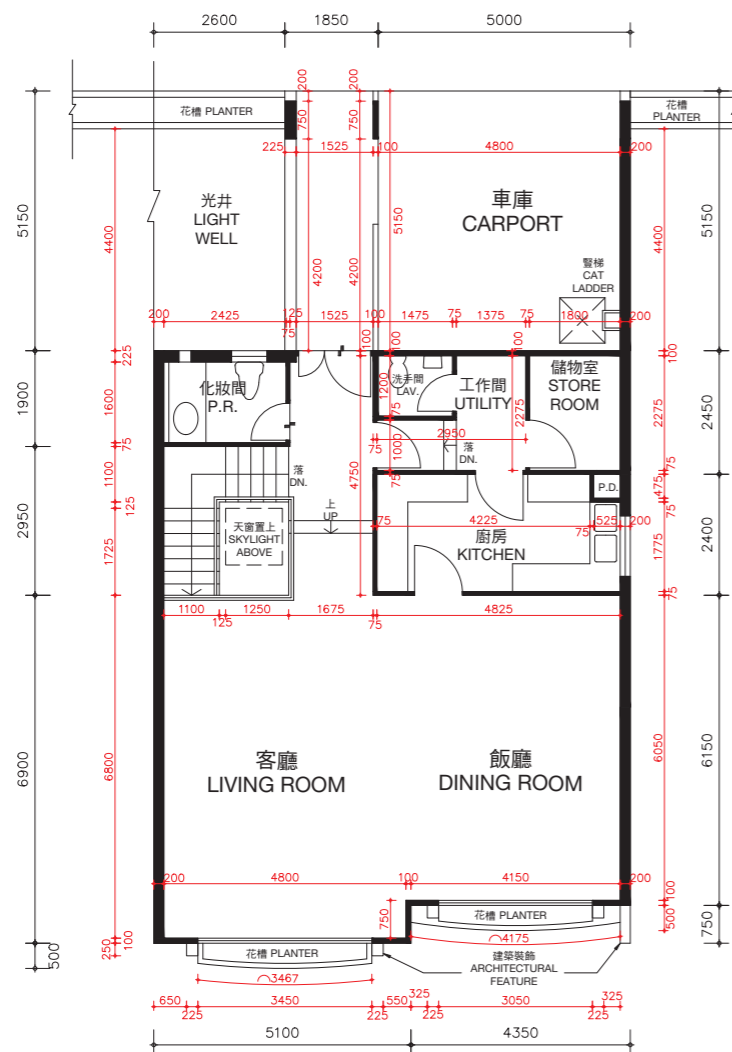 2600 1850 5000
200 200
花槽 PLANTER
花槽
PLANTER
750 750
225 1525 100 4800 200
光井
LIGHT
WELL
車庫
CARPORT
5150 4400 4200 4200 5150 4400 5150
豎梯
CAT
LADDER
200 2425 125 1525 100 1475 75 1375 75 1800 200
75
225 100 100 100 100
化妝間
P.R.
洗手間
LAV.
工作間
UTILITY
儲物室
STORE
ROOM
1900 1600 1200 2275 2275 2450
75 75 2950
75 1000 75
落
DN.
落
DN.
1100 4750 75 475
P.D.
125 75
上
UP
天窗置上
SKYLIGHT
ABOVE
75 4225 525 200
75
廚房
KITCHEN
2950 1725 1775 2400
75
1100 1250 1675 4825
125 75
客廳
LIVING ROOM
飯廳
DINING ROOM
6900 6800 6050 6150
200 4800 100 4150 200
100
750 花槽 PLANTER 500 750
4175
花槽 PLANTER
500 250 100
建築裝飾
ARCHITECTURAL
FEATURE
3467
650 3450 550 325 3050 325
225 225 225 225
5100 4350